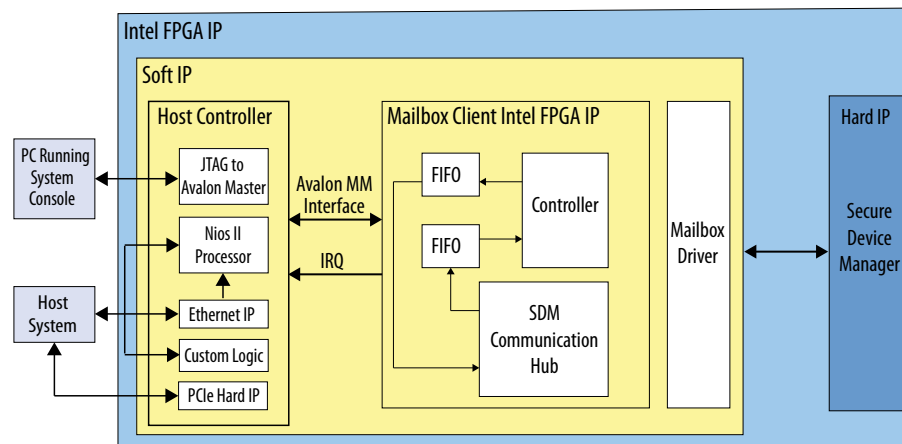 Intel FPGA IP
Soft IP
Host Controller
Mailbox Client Intel FPGA IP
Hard IP
PC Running
System
Console
JTAG to
Avalon Master
Avalon MM
Interface
FIFO
Controller
Nios II
Processor
FIFO
Mailbox
Driver
Secure
Device
Manager
IRQ
Host
System
Ethernet IP
SDM
Communication
Hub
Custom Logic
PCIe Hard IP